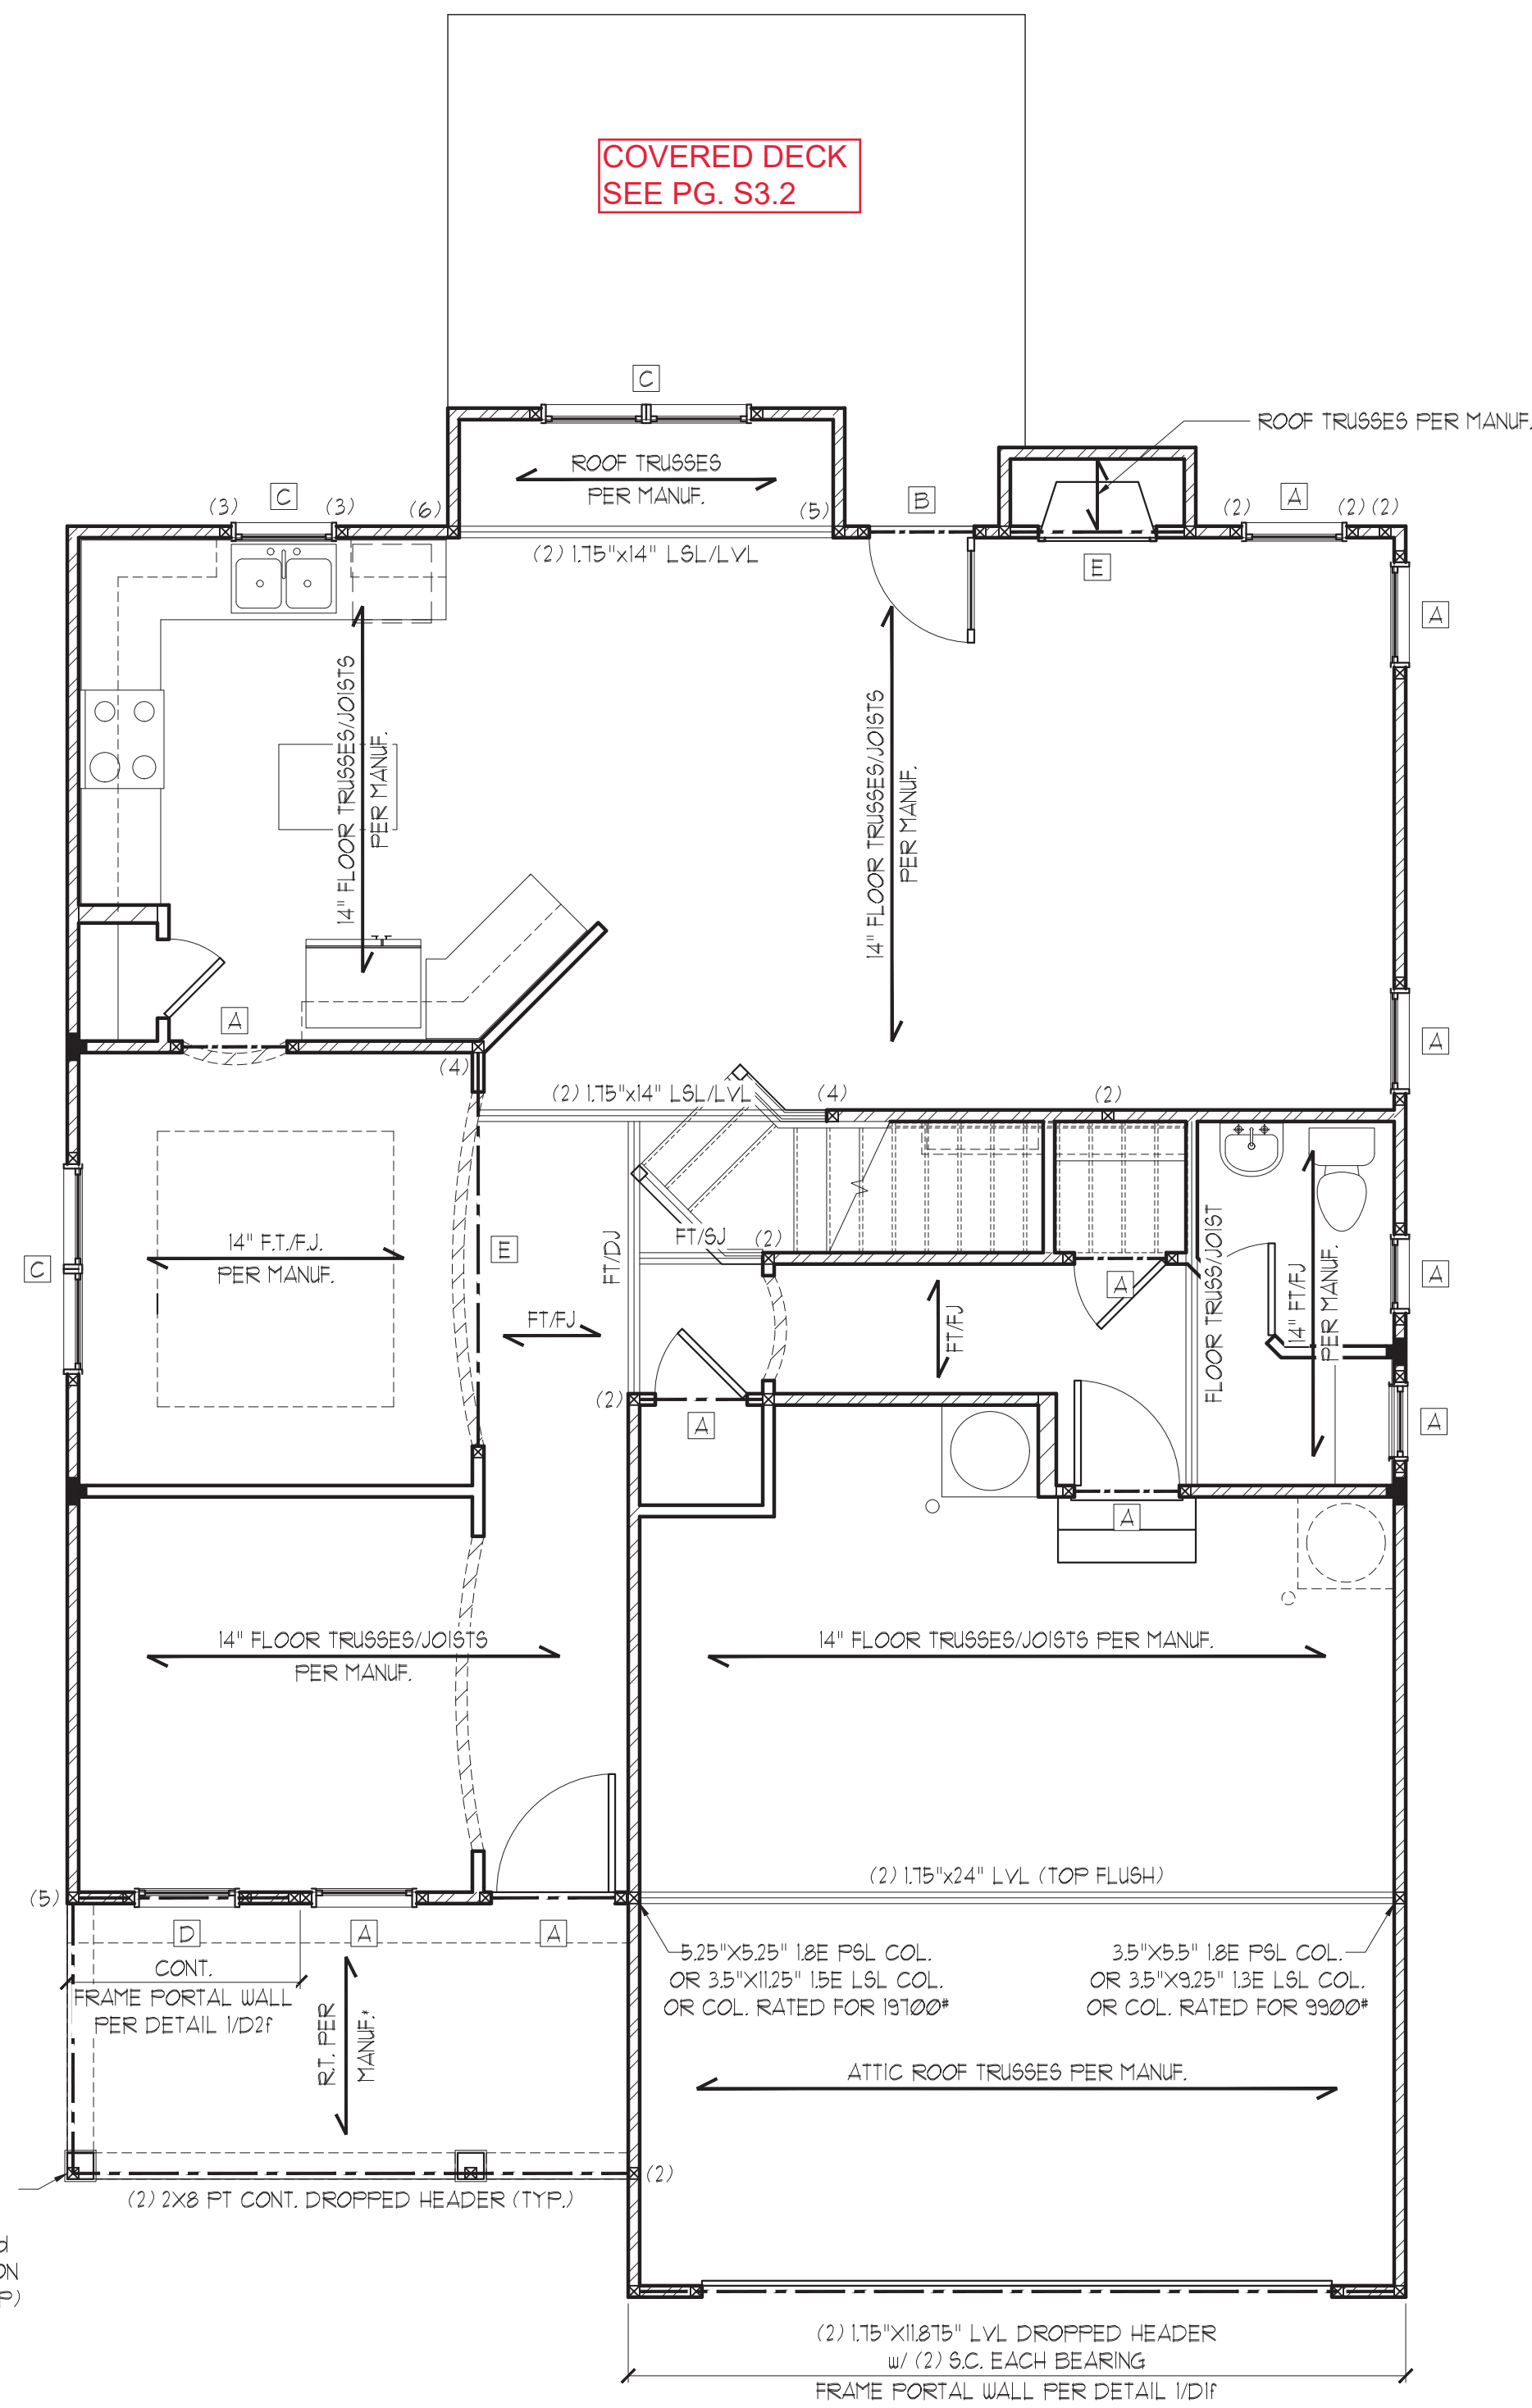 COVERED DECK
SEE PG. S3.2
C
ROOF TRUSSES PER MANUF.
ROOF TRUSSES
PER MANUF.
(3)
C
(3)
(6)
(5)
B
(2)
A
(2) (2)
(2) 1.75"x14" LSL/LVL
E
A
14" FLOOR TRUSSES/JOISTS
PER MANUF.
14" FLOOR TRUSSES/JOISTS
PER MANUF.
A
A
(4)
(2) 1.75"x14" LSL/LVL
(4)
(2)
14" F.T./F.J.
PER MANUF.
C
E
FT/DJ
FT/SJ
(2)
FT/FJ
FT/FJ
A
FLOOR TRUSS/JOIST
14" FT/FJ
PER MANUF.
A
(2)
A
A
A
14" FLOOR TRUSSES/JOISTS
PER MANUF.
14" FLOOR TRUSSES/JOISTS PER MANUF.
(2) 1.75"x24" LVL (TOP FLUSH)
(5)
D
A
A
CONT.
FRAME PORTAL WALL
PER DETAIL 1/D2f
R.T. PER
MANUF.*
5.25"X5.25" 1.8E PSL COL.
OR 3.5"X11.25" 1.5E LSL COL.
OR COL. RATED FOR 19700#
3.5"X5.5" 1.8E PSL COL.
OR 3.5"X9.25" 1.3E LSL COL.
OR COL. RATED FOR 9900#
ATTIC ROOF TRUSSES PER MANUF.
(2)
(2) 2X8 PT CONT. DROPPED HEADER (TYP.)
(2) 1.75"X11.875" LVL DROPPED HEADER
w/ (2) S.C. EACH BEARING
FRAME PORTAL WALL PER DETAIL 1/D1f